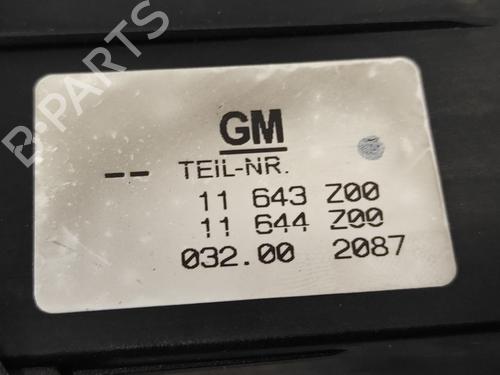 GM
-- TEIL-NR.
11 643 Z00
11 644 Z00
032.00 2087
B-PARTS